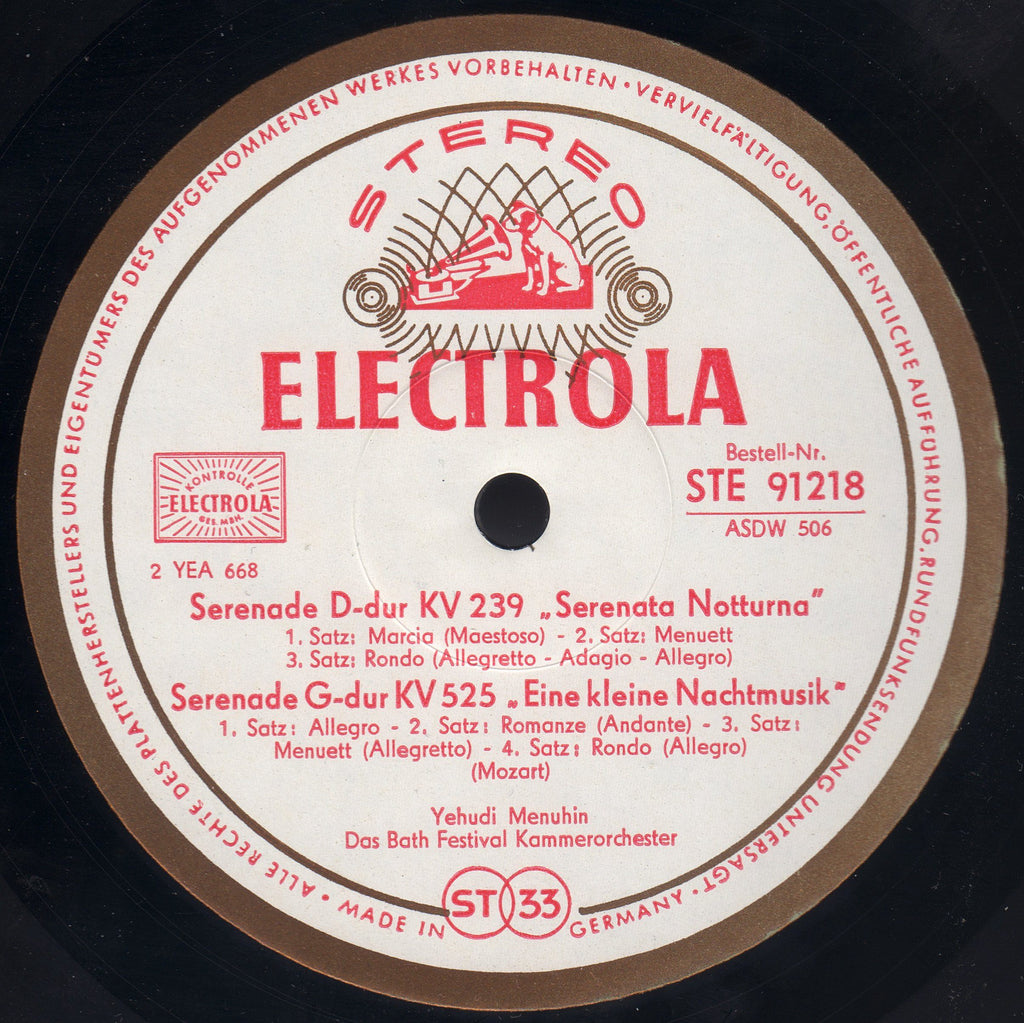 ALLE RECHTE DES PLATTENHERSTELLERS UND EIGENTÜMERS DES AUFGENOMMENEN WERKES VORBEHALTEN • VERVIELFÄLTIGUNG, ÖFFENTLICHE AUFFÜHRUNG, RUNDFUNKSENDUNG UNTERSAGT •
STEREO
ELECTROLA
Bestell-Nr.
STE 91218
ASDW 506
KONTROLLE
ELECTROLA
GES. MBH.
2 YEA 668
Serenade D-dur KV 239 „Serenata Notturna"
1. Satz: Marcia (Maestoso) - 2. Satz: Menuett
3. Satz: Rondo (Allegretto - Adagio - Allegro)
Serenade G-dur KV 525 „Eine kleine Nachtmusik"
1. Satz: Allegro - 2. Satz: Romanze (Andante) - 3. Satz:
Menuett (Allegretto) - 4. Satz: Rondo (Allegro)
(Mozart)
Yehudi Menuhin
Das Bath Festival Kammerorchester
ST 33
• MADE IN GERMANY •